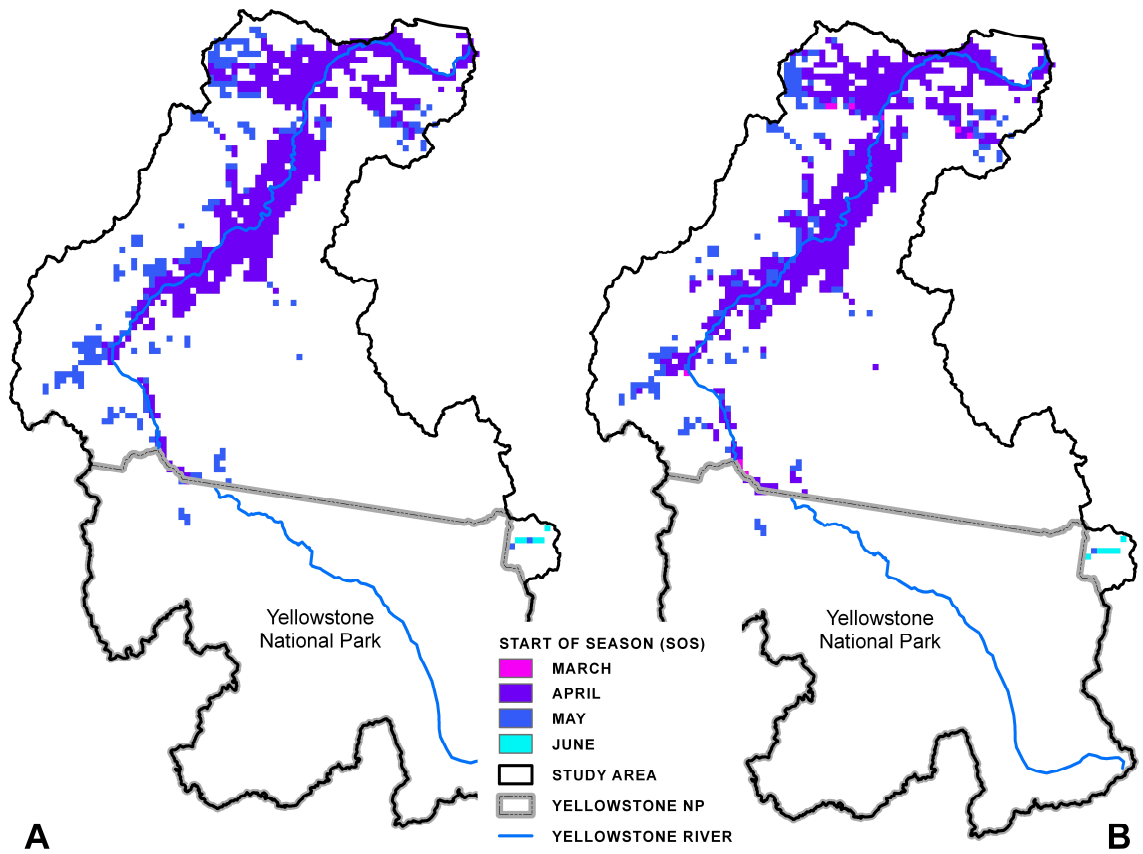 Yellowstone
National Park
Yellowstone
National Park
START OF SEASON (SOS)
MARCH
APRIL
MAY
JUNE
STUDY AREA
YELLOWSTONE NP
YELLOWSTONE RIVER
A
B